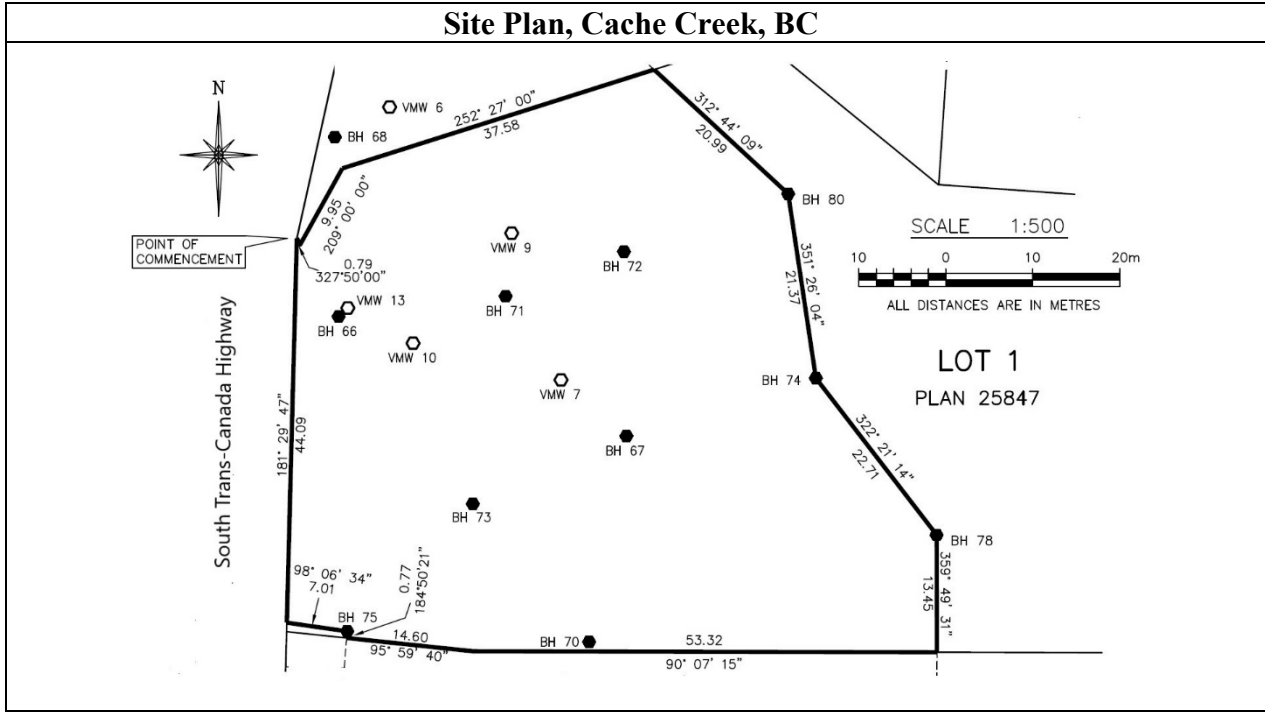 Site Plan, Cache Creek, BC
N
VMW 6
BH 68
252° 27' 00"
37.58
312° 44' 09"
20.99
9.95
209° 00' 00"
BH 80
POINT OF
COMMENCEMENT
0.79
327°50'00"
VMW 9
BH 72
SCALE 1:500
10 0 10 20m
ALL DISTANCES ARE IN METRES
351° 26' 04"
21.37
VMW 13
BH 66
BH 71
VMW 10
LOT 1
PLAN 25847
South Trans-Canada Highway
181° 29' 47"
44.09
VMW 7
BH 74
BH 67
322° 21' 14"
22.71
BH 73
BH 78
98° 06' 34"
7.01
0.77
184°50'21"
359° 49' 31"
13.45
BH 75
14.60
95° 59' 40"
BH 70
53.32
90° 07' 15"